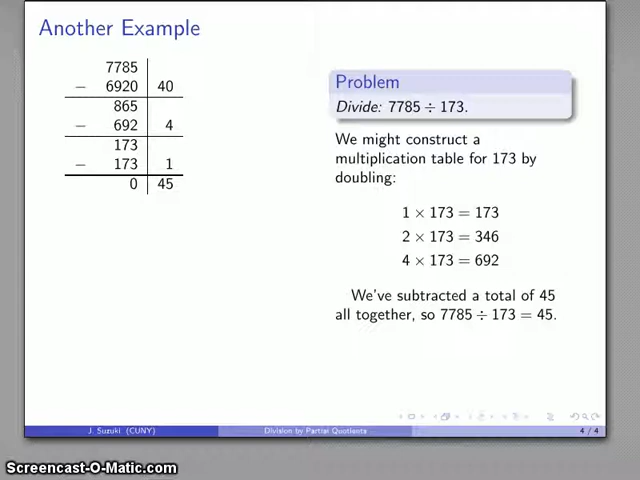 Another Example
7785
− 6920 40
865
− 692 4
173
− 173 1
0 45
Problem
Divide: 7785 ÷ 173.
We might construct a
multiplication table for 173 by
doubling:
1 × 173 = 173
2 × 173 = 346
4 × 173 = 692
We've subtracted a total of 45
all together, so 7785 ÷ 173 = 45.
J. Suzuki (CUNY) Division by Partial Quotients 4 / 4
Screencast-O-Matic.com